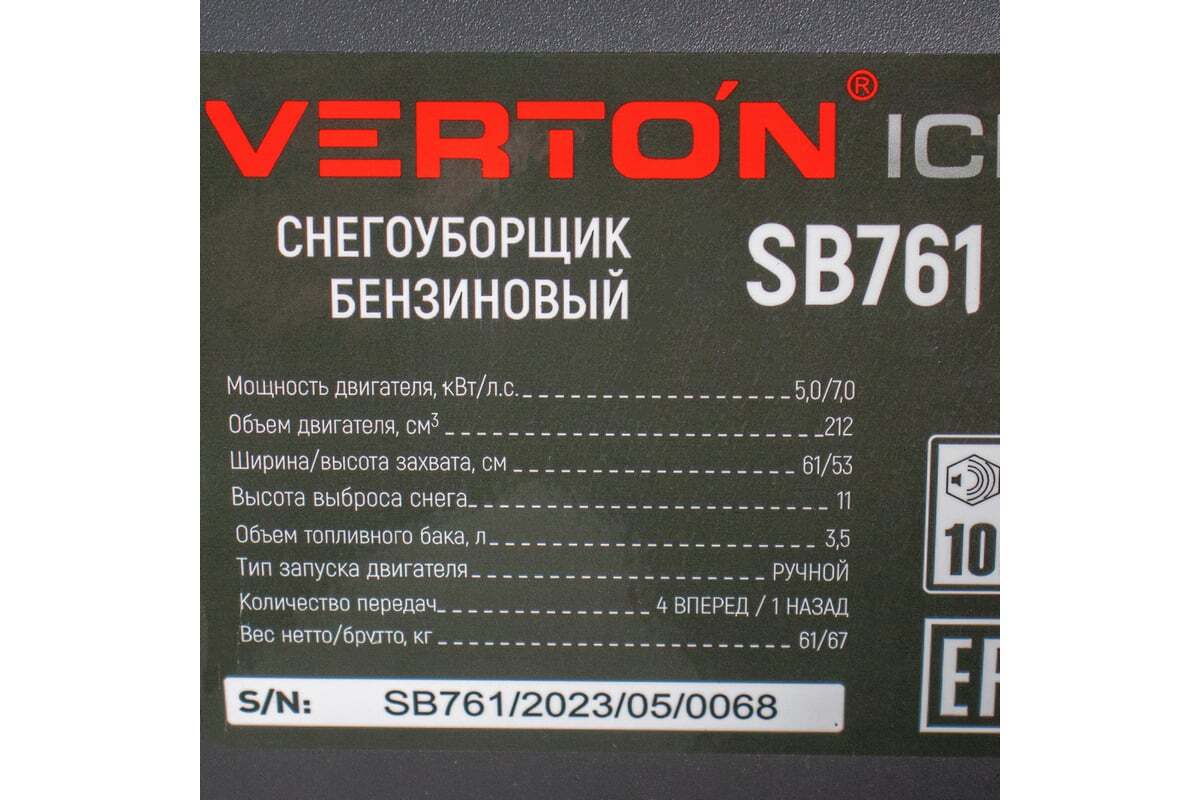 VERTON® ICE
СНЕГОУБОРЩИК
БЕНЗИНОВЫЙ
SB761
Мощность двигателя, кВт/л.с. 5,0/7,0
Объем двигателя, см³ 212
Ширина/высота захвата, см 61/53
Высота выброса снега 11
Объем топливного бака, л 3,5
Тип запуска двигателя РУЧНОЙ
Количество передач 4 ВПЕРЕД / 1 НАЗАД
Вес нетто/брутто, кг 61/67
10
S/N: SB761/2023/05/0068